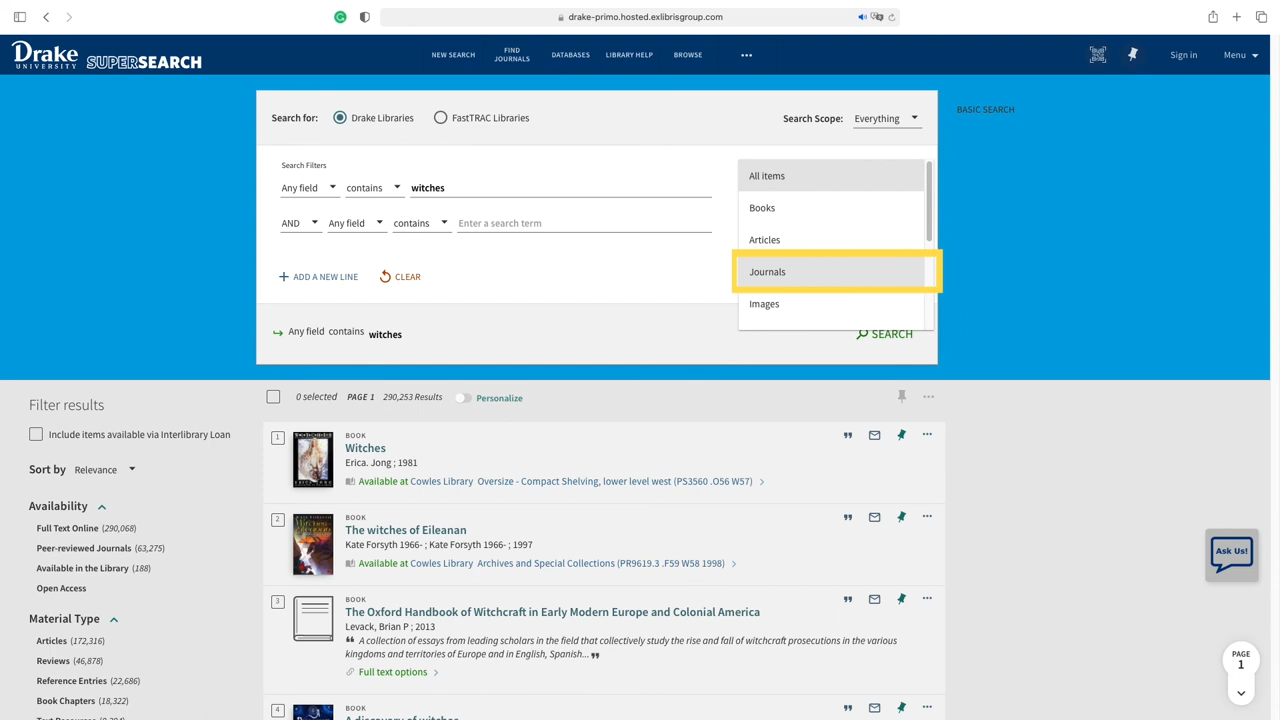 drake-primo.hosted.exlibrisgroup.com
Drake UNIVERSITY SUPERSEARCH
NEW SEARCH
FIND JOURNALS
DATABASES
LIBRARY HELP
BROWSE
Sign in
Menu
Search for:
Drake Libraries
FastTRAC Libraries
Search Scope:
Everything
BASIC SEARCH
Search Filters
Any field contains witches
AND Any field contains Enter a search term
All items
Books
Articles
Journals
Images
+ ADD A NEW LINE
CLEAR
Any field contains witches
SEARCH
Filter results
Include items available via Interlibrary Loan
Sort by Relevance
Availability
Full Text Online (290,068)
Peer-reviewed Journals (63,275)
Available in the Library (188)
Open Access
Material Type
Articles (172,316)
Reviews (46,878)
Reference Entries (22,686)
Book Chapters (18,322)
0 selected PAGE 1 290,253 Results Personalize
1
BOOK
Witches
Erica. Jong ; 1981
Available at Cowles Library Oversize - Compact Shelving, lower level west (PS3560 .O56 W57)
2
BOOK
The witches of Eileanan
Kate Forsyth 1966- ; Kate Forsyth 1966- ; 1997
Available at Cowles Library Archives and Special Collections (PR9619.3 .F59 W58 1998)
3
BOOK
The Oxford Handbook of Witchcraft in Early Modern Europe and Colonial America
Levack, Brian P ; 2013
A collection of essays from leading scholars in the field that collectively study the rise and fall of witchcraft prosecutions in the various
kingdoms and territories of Europe and in English, Spanish...
Full text options
4
BOOK
A discovery of witches
Ask Us!
PAGE
1